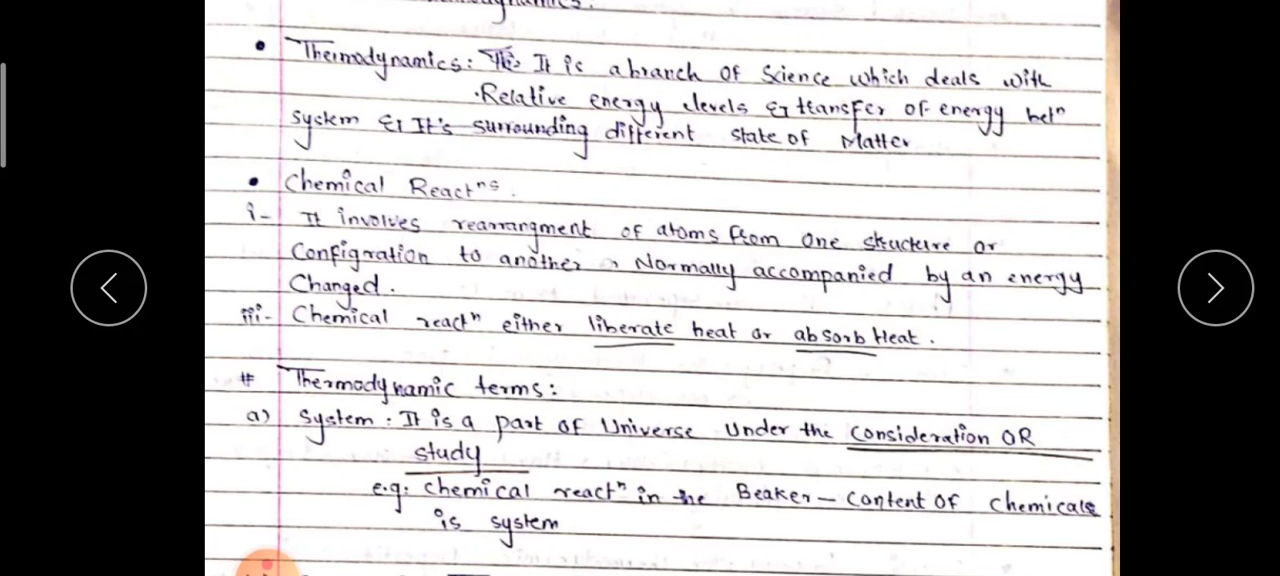 • Thermodynamics: It is a branch of Science which deals with
Relative energy levels & transfer of energy betⁿ
system & It's surrounding different state of Matter
• Chemical Reactⁿˢ.
i- It involves rearrangment of atoms from one structure or
Configration to another, Normally accompanied by an energy
Changed.
iii- Chemical reactⁿ either liberate heat or absorb Heat.
# Thermodynamic terms:
a) System: It is a part of Universe Under the Consideration OR
study
e.g: Chemical reactⁿ in the Beaker – Content of Chemicals
is system